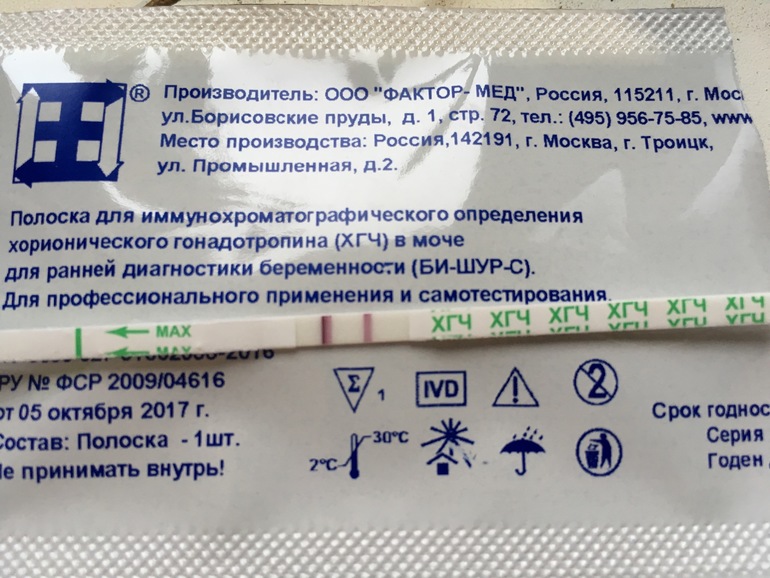 ® Производитель: ООО "ФАКТОР- МЕД", Россия, 115211, г.
ул.Борисовские пруды, д. 1, стр. 72, тел.: (495) 956-75-85, www
Место производства: Россия,142191, г. Москва, г. Троицк,
ул. Промышленная, д.2.
Полоска для иммунохроматографического определения
хорионического гонадотропина (ХГЧ) в моче
для ранней диагностики беременности (БИ-ШУР-С).
Для профессионального применения и самотестирования.
MAX ХГЧ ХГЧ ХГЧ ХГЧ ХГЧ ХГЧ
РУ № ФСР 2009/04616
от 05 октября 2017 г.
Состав: Полоска - 1шт.
Не принимать внутрь!
Σ 1 IVD 2
2°C 30°C
Срок
Серия
Годен